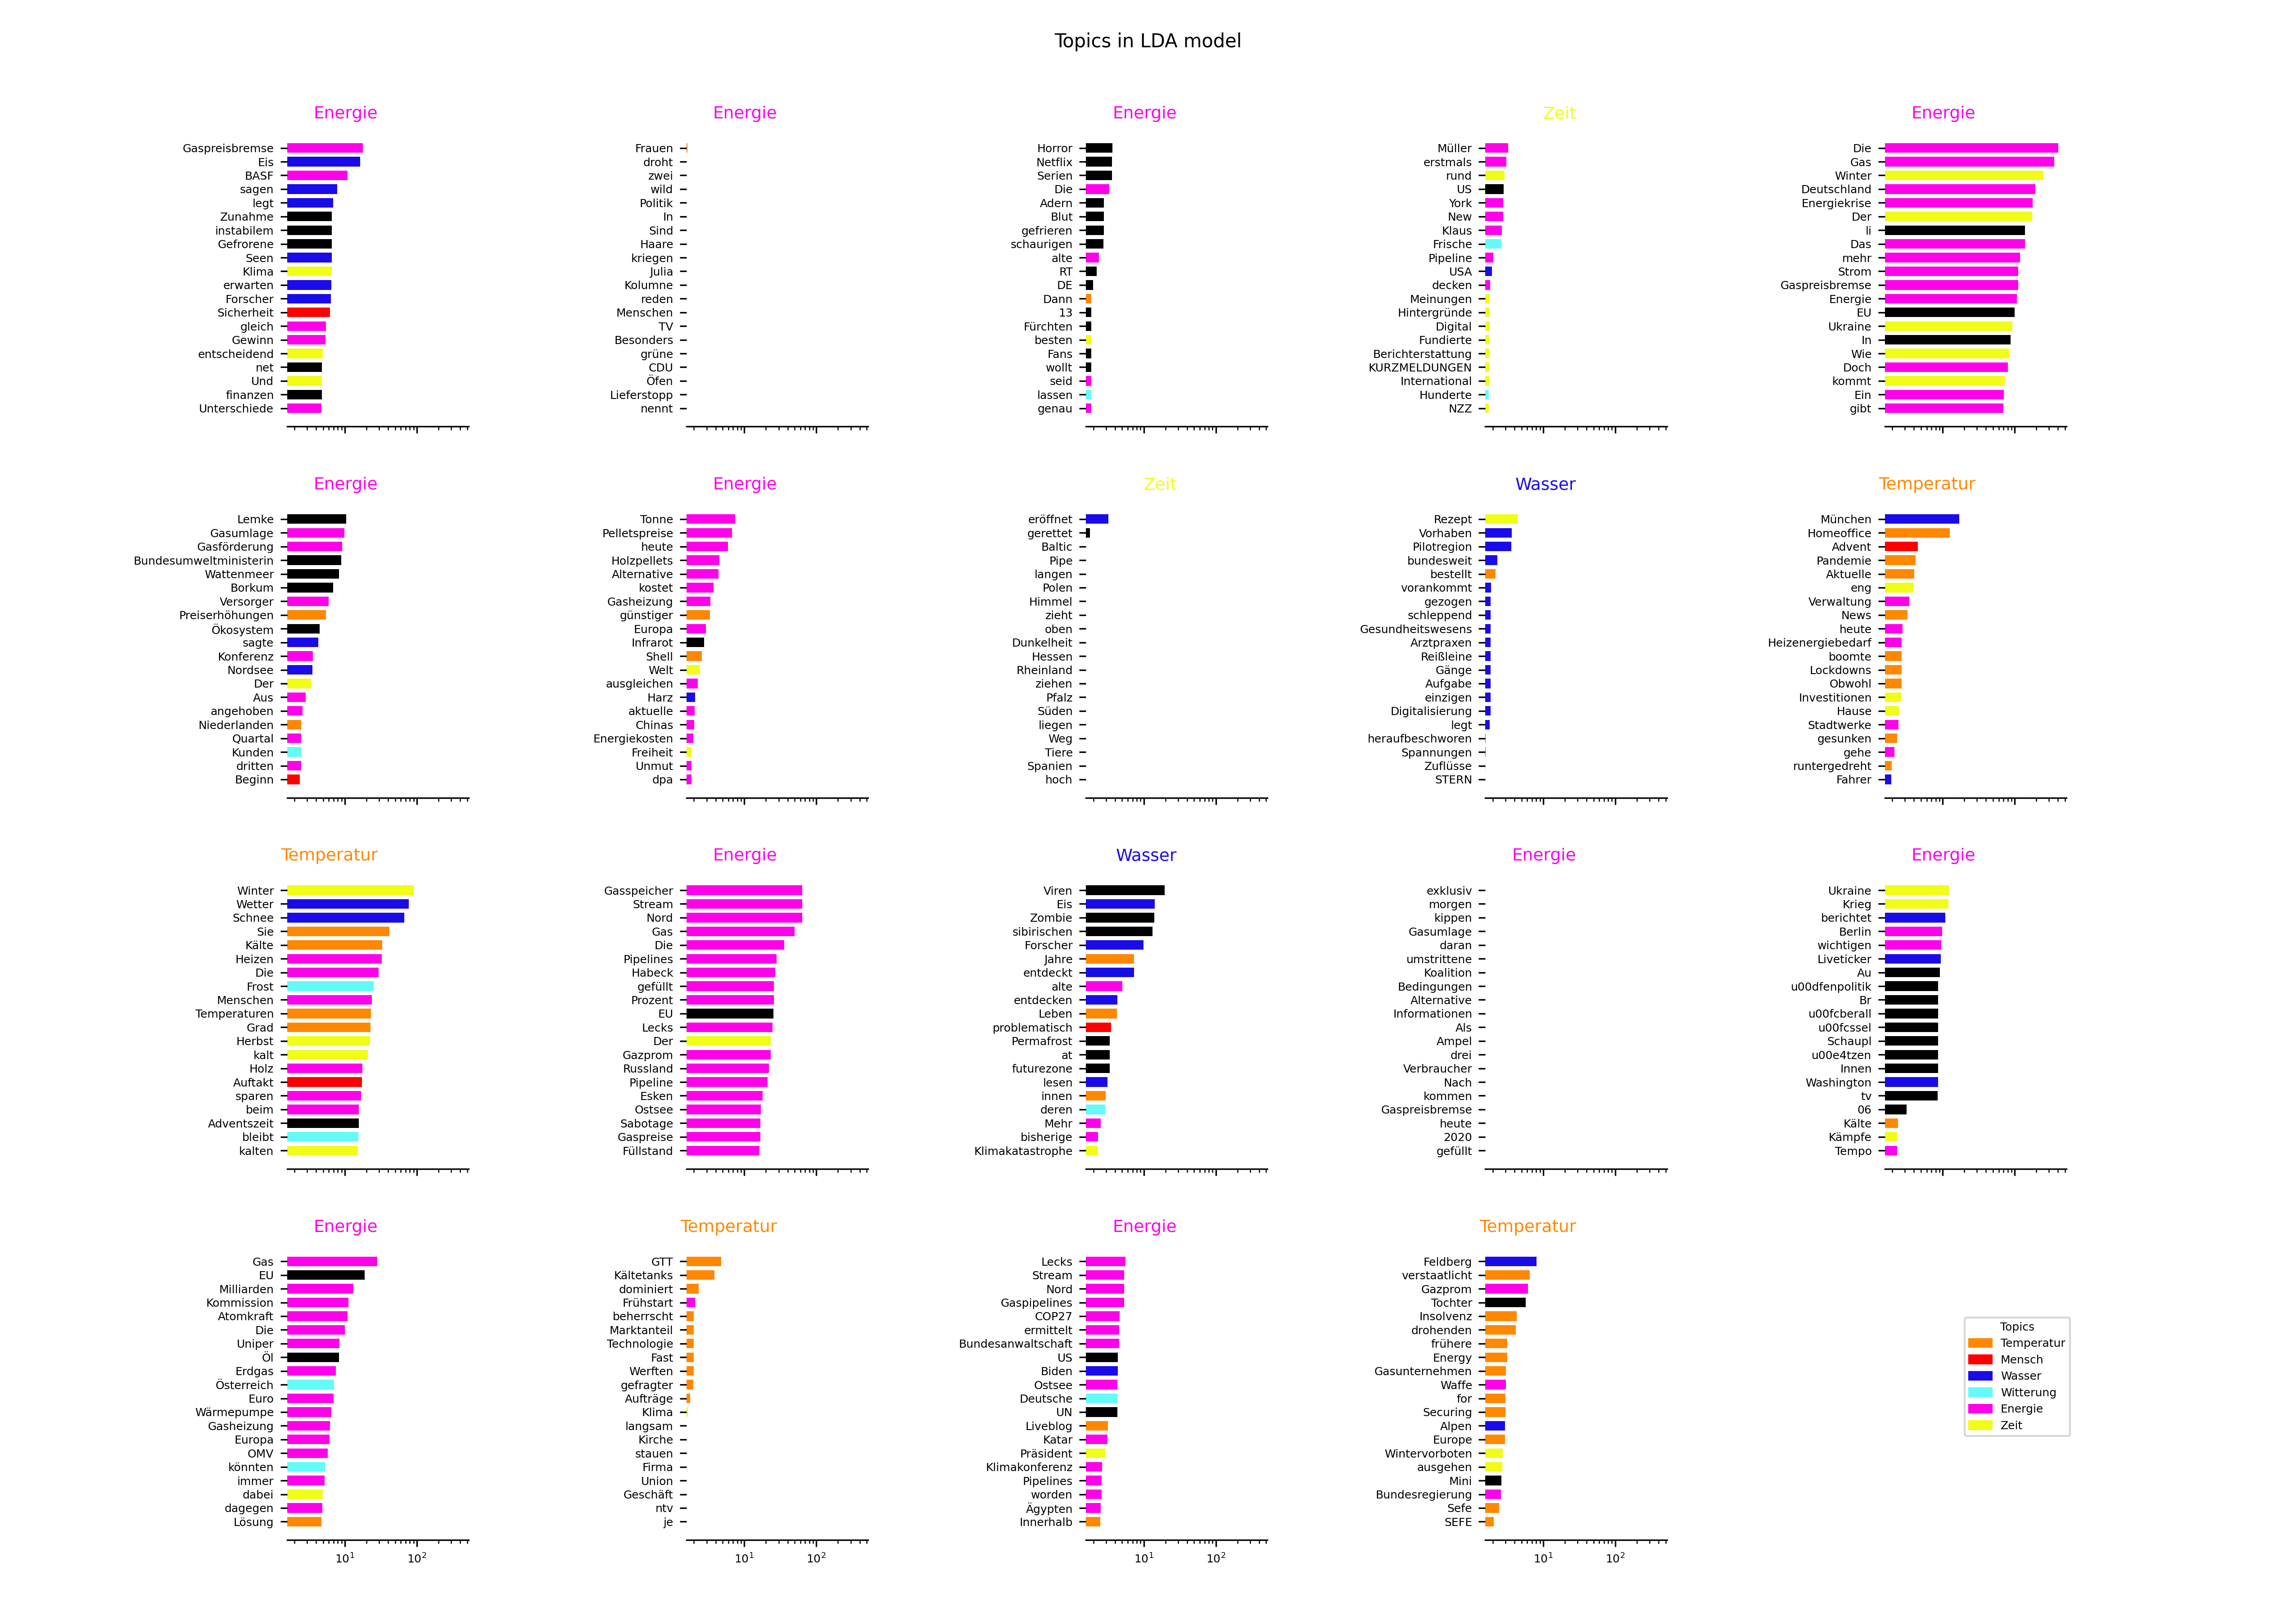 Topics in LDA model
Energie
Gaspreisbremse
Eis
BASF
sagen
legt
Zunahme
instabilem
Gefrorene
Seen
Klima
erwarten
Forscher
Sicherheit
gleich
Gewinn
entscheidend
net
Und
finanzen
Unterschiede
Energie
Frauen
droht
zwei
wild
Politik
In
Sind
Haare
kriegen
Julia
Kolumne
reden
Menschen
TV
Besonders
grüne
CDU
Öfen
Lieferstopp
nennt
Energie
Horror
Netflix
Serien
Die
Adern
Blut
gefrieren
schaurigen
alte
RT
DE
Dann
13
Fürchten
besten
Fans
wollt
seid
lassen
genau
Zeit
Müller
erstmals
rund
US
York
New
Klaus
Frische
Pipeline
USA
decken
Meinungen
Hintergründe
Digital
Fundierte
Berichterstattung
KURZMELDUNGEN
International
Hunderte
NZZ
Energie
Die
Gas
Winter
Deutschland
Energiekrise
Der
li
Das
mehr
Strom
Gaspreisbremse
Energie
EU
Ukraine
In
Wie
Doch
kommt
Ein
gibt
Energie
Lemke
Gasumlage
Gasförderung
Bundesumweltministerin
Wattenmeer
Borkum
Versorger
Preiserhöhungen
Ökosystem
sagte
Konferenz
Nordsee
Der
Aus
angehoben
Niederlanden
Quartal
Kunden
dritten
Beginn
Energie
Tonne
Pelletspreise
heute
Holzpellets
Alternative
kostet
Gasheizung
günstiger
Europa
Infrarot
Shell
Welt
ausgleichen
Harz
aktuelle
Chinas
Energiekosten
Freiheit
Unmut
dpa
Zeit
eröffnet
gerettet
Baltic
Pipe
langen
Polen
Himmel
zieht
oben
Dunkelheit
Hessen
Rheinland
ziehen
Pfalz
Süden
liegen
Weg
Tiere
Spanien
hoch
Wasser
Rezept
Vorhaben
Pilotregion
bundesweit
bestellt
vorankommt
gezogen
schleppend
Gesundheitswesens
Arztpraxen
Reißleine
Gänge
Aufgabe
einzigen
Digitalisierung
legt
heraufbeschworen
Spannungen
Zuflüsse
STERN
Temperatur
München
Homeoffice
Advent
Pandemie
Aktuelle
eng
Verwaltung
News
heute
Heizenergiebedarf
boomte
Lockdowns
Obwohl
Investitionen
Hause
Stadtwerke
gesunken
gehe
runtergedreht
Fahrer
Temperatur
Winter
Wetter
Schnee
Sie
Kälte
Heizen
Die
Frost
Menschen
Temperaturen
Grad
Herbst
kalt
Holz
Auftakt
sparen
beim
Adventszeit
bleibt
kalten
Energie
Gasspeicher
Stream
Nord
Gas
Die
Pipelines
Habeck
gefüllt
Prozent
EU
Lecks
Der
Gazprom
Russland
Pipeline
Esken
Ostsee
Sabotage
Gaspreise
Füllstand
Wasser
Viren
Eis
Zombie
sibirischen
Forscher
Jahre
entdeckt
alte
entdecken
Leben
problematisch
Permafrost
at
futurezone
lesen
innen
deren
Mehr
bisherige
Klimakatastrophe
Energie
exklusiv
morgen
kippen
Gasumlage
daran
umstrittene
Koalition
Bedingungen
Alternative
Informationen
Als
Ampel
drei
Verbraucher
Nach
kommen
Gaspreisbremse
heute
2020
gefüllt
Energie
Ukraine
Krieg
berichtet
Berlin
wichtigen
Liveticker
Au
u00dfenpolitik
Br
u00fcberall
u00fcssel
Schaupl
u00e4tzen
Innen
Washington
tv
06
Kälte
Kämpfe
Tempo
Energie
Gas
EU
Milliarden
Kommission
Atomkraft
Die
Uniper
Öl
Erdgas
Österreich
Euro
Wärmepumpe
Gasheizung
Europa
OMV
könnten
immer
dabei
dagegen
Lösung
10¹ 10²
Temperatur
GTT
Kältetanks
dominiert
Frühstart
beherrscht
Marktanteil
Technologie
Fast
Werften
gefragter
Aufträge
Klima
langsam
Kirche
stauen
Firma
Union
Geschäft
ntv
je
10¹ 10²
Energie
Lecks
Stream
Nord
Gaspipelines
COP27
ermittelt
Bundesanwaltschaft
US
Biden
Ostsee
Deutsche
UN
Liveblog
Katar
Präsident
Klimakonferenz
Pipelines
worden
Ägypten
Innerhalb
10¹ 10²
Temperatur
Feldberg
verstaatlicht
Gazprom
Tochter
Insolvenz
drohenden
frühere
Energy
Gasunternehmen
Waffe
for
Securing
Alpen
Europe
Wintervorboten
ausgehen
Mini
Bundesregierung
Sefe
SEFE
10¹ 10²
Topics
Temperatur
Mensch
Wasser
Witterung
Energie
Zeit